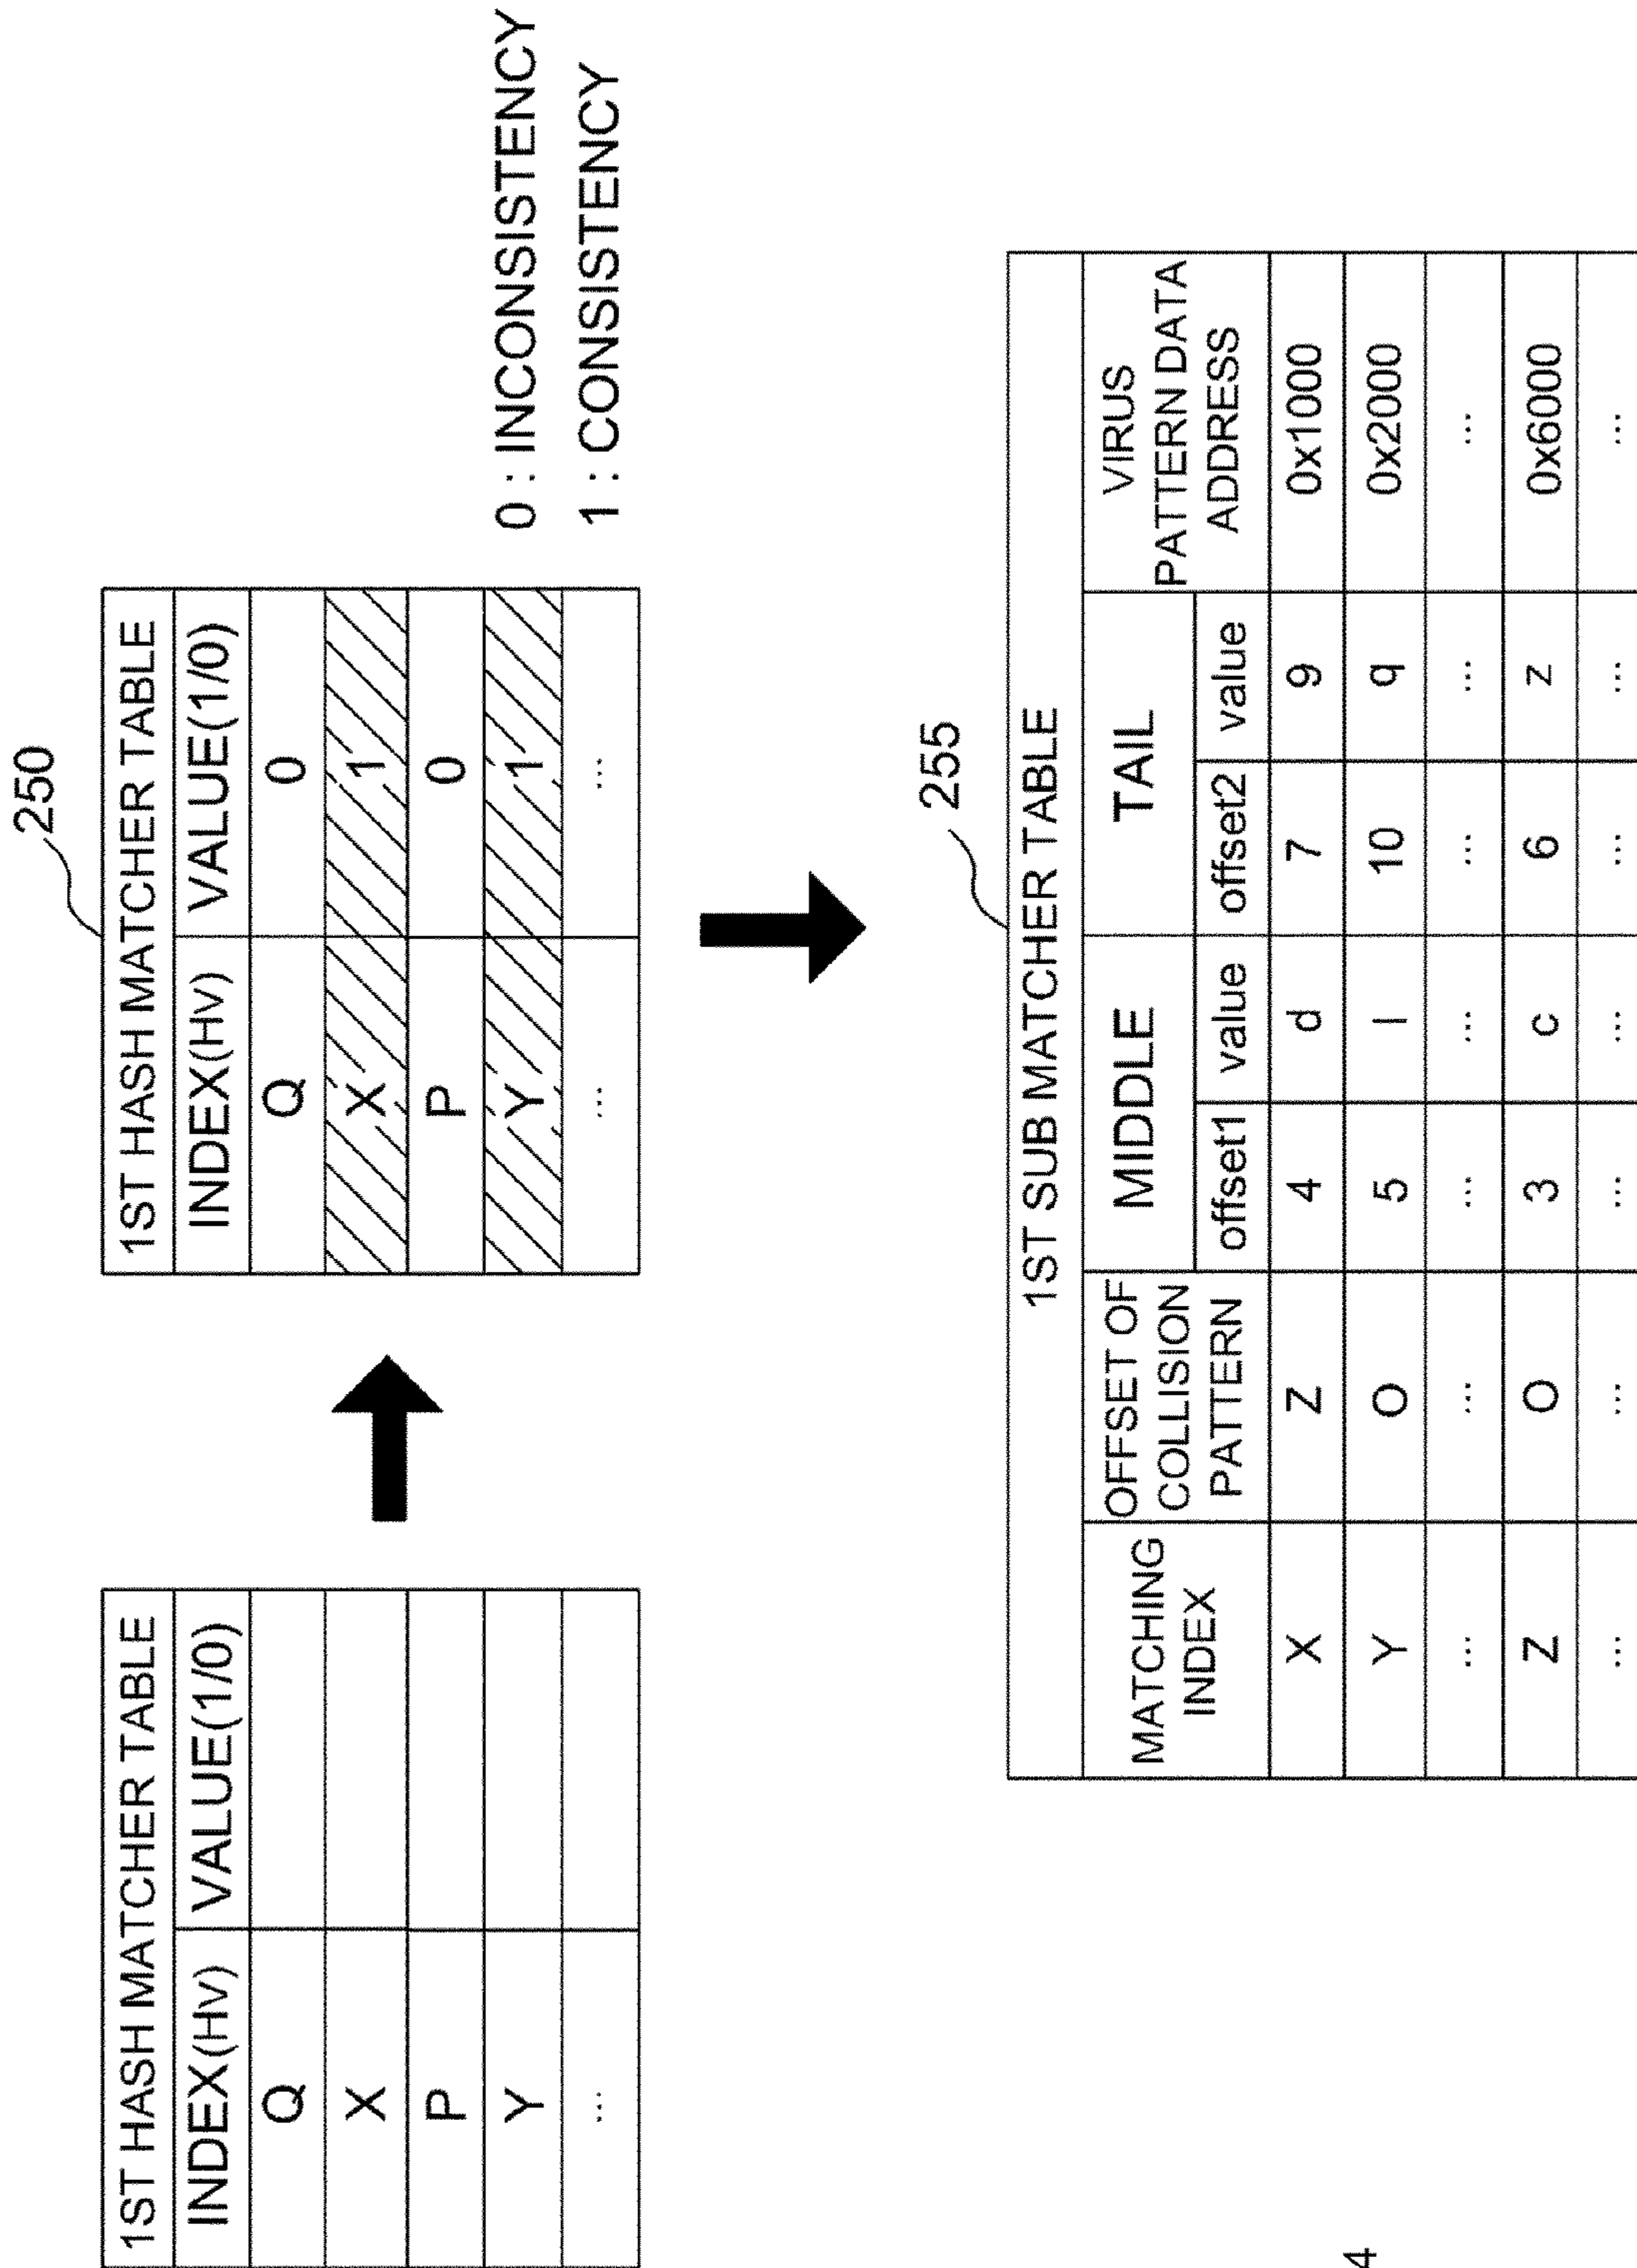 1ST HASH MATCHER TABLE
INDEX(Hv) VALUE(1/0)
Q
X
P
Y
...
250
1ST HASH MATCHER TABLE
INDEX(Hv) VALUE(1/0)
Q 0
X 1
P 0
Y 1
... ...
0 : INCONSISTENCY
1 : CONSISTENCY
255
1ST SUB MATCHER TABLE
MATCHING INDEX OFFSET OF COLLISION PATTERN MIDDLE TAIL VIRUS PATTERN DATA ADDRESS
offset1 value offset2 value
X Z 4 d 7 9 0x1000
Y O 5 l 10 q 0x2000
... ... ... ... ... ... ...
Z O 3 c 6 z 0x6000
... ... ... ... ... ... ...
4